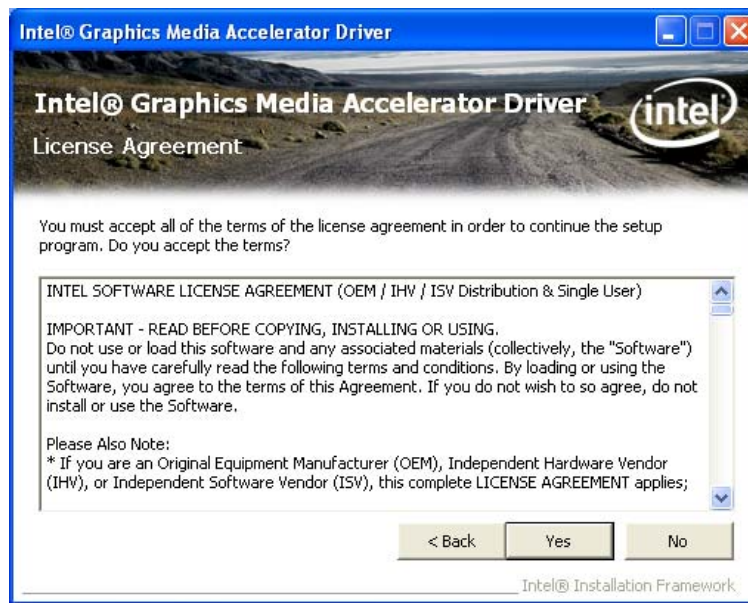 Intel® Graphics Media Accelerator Driver
Intel® Graphics Media Accelerator Driver
intel
License Agreement
You must accept all of the terms of the license agreement in order to continue the setup
program. Do you accept the terms?
INTEL SOFTWARE LICENSE AGREEMENT (OEM / IHV / ISV Distribution & Single User)
IMPORTANT - READ BEFORE COPYING, INSTALLING OR USING.
Do not use or load this software and any associated materials (collectively, the "Software")
until you have carefully read the following terms and conditions. By loading or using the
Software, you agree to the terms of this Agreement. If you do not wish to so agree, do not
install or use the Software.
Please Also Note:
* If you are an Original Equipment Manufacturer (OEM), Independent Hardware Vendor
(IHV), or Independent Software Vendor (ISV), this complete LICENSE AGREEMENT applies;
< Back
Yes
No
Intel® Installation Framework